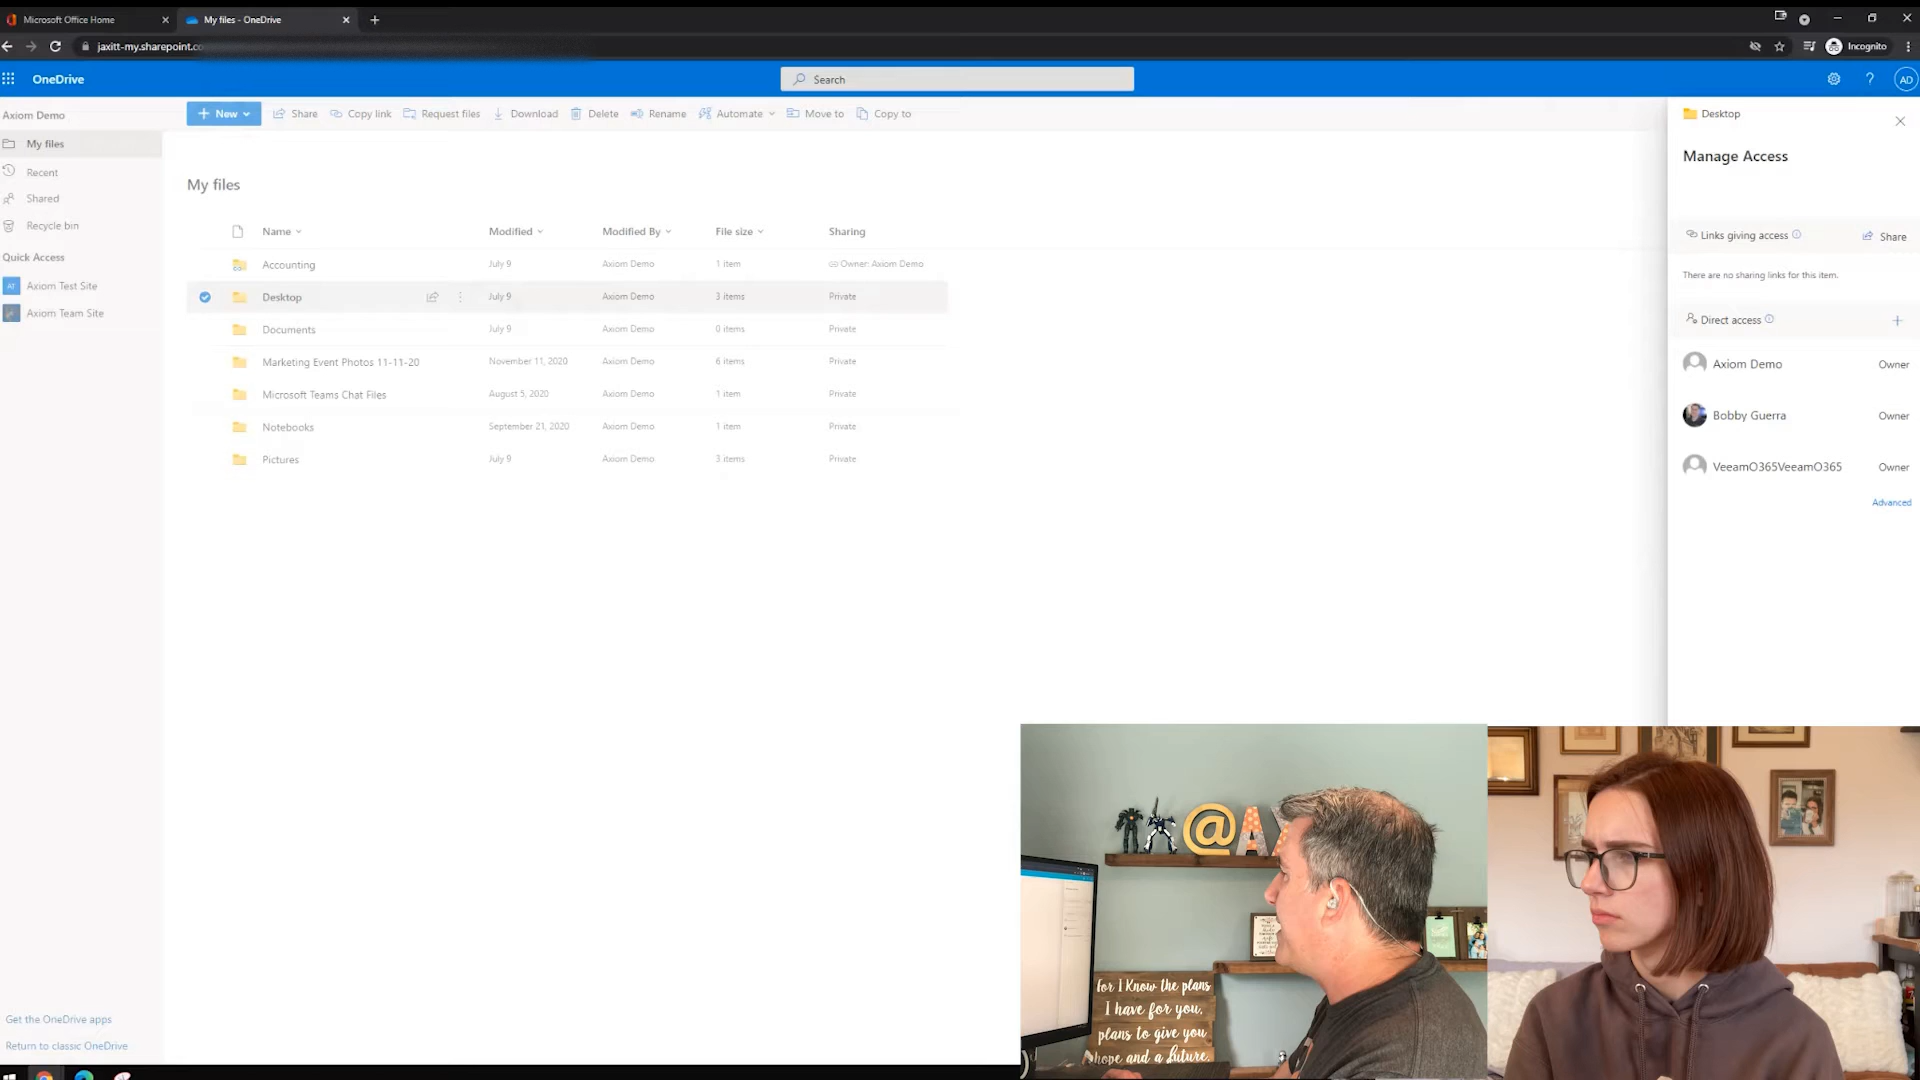 Microsoft Office Home
My files - OneDrive
jaxitt-my.sharepoint.co
Incognito
OneDrive
Search
AD
Axiom Demo
New
Share
Copy link
Request files
Download
Delete
Rename
Automate
Move to
Copy to
My files
Recent
Shared
Recycle bin
Quick Access
AT Axiom Test Site
Axiom Team Site
My files
Name Modified Modified By File size Sharing
Accounting July 9 Axiom Demo 1 item Owner: Axiom Demo
Desktop July 9 Axiom Demo 3 items Private
Documents July 9 Axiom Demo 0 items Private
Marketing Event Photos 11-11-20 November 11, 2020 Axiom Demo 6 items Private
Microsoft Teams Chat Files August 5, 2020 Axiom Demo 1 item Private
Notebooks September 21, 2020 Axiom Demo 1 item Private
Pictures July 9 Axiom Demo 3 items Private
Get the OneDrive apps
Return to classic OneDrive
Desktop
Manage Access
Links giving access Share
There are no sharing links for this item.
Direct access
Axiom Demo Owner
Bobby Guerra Owner
VeeamO365VeeamO365 Owner
Advanced
@A
for I Know the plans
I have for you,
plans to give you
hope and a future.